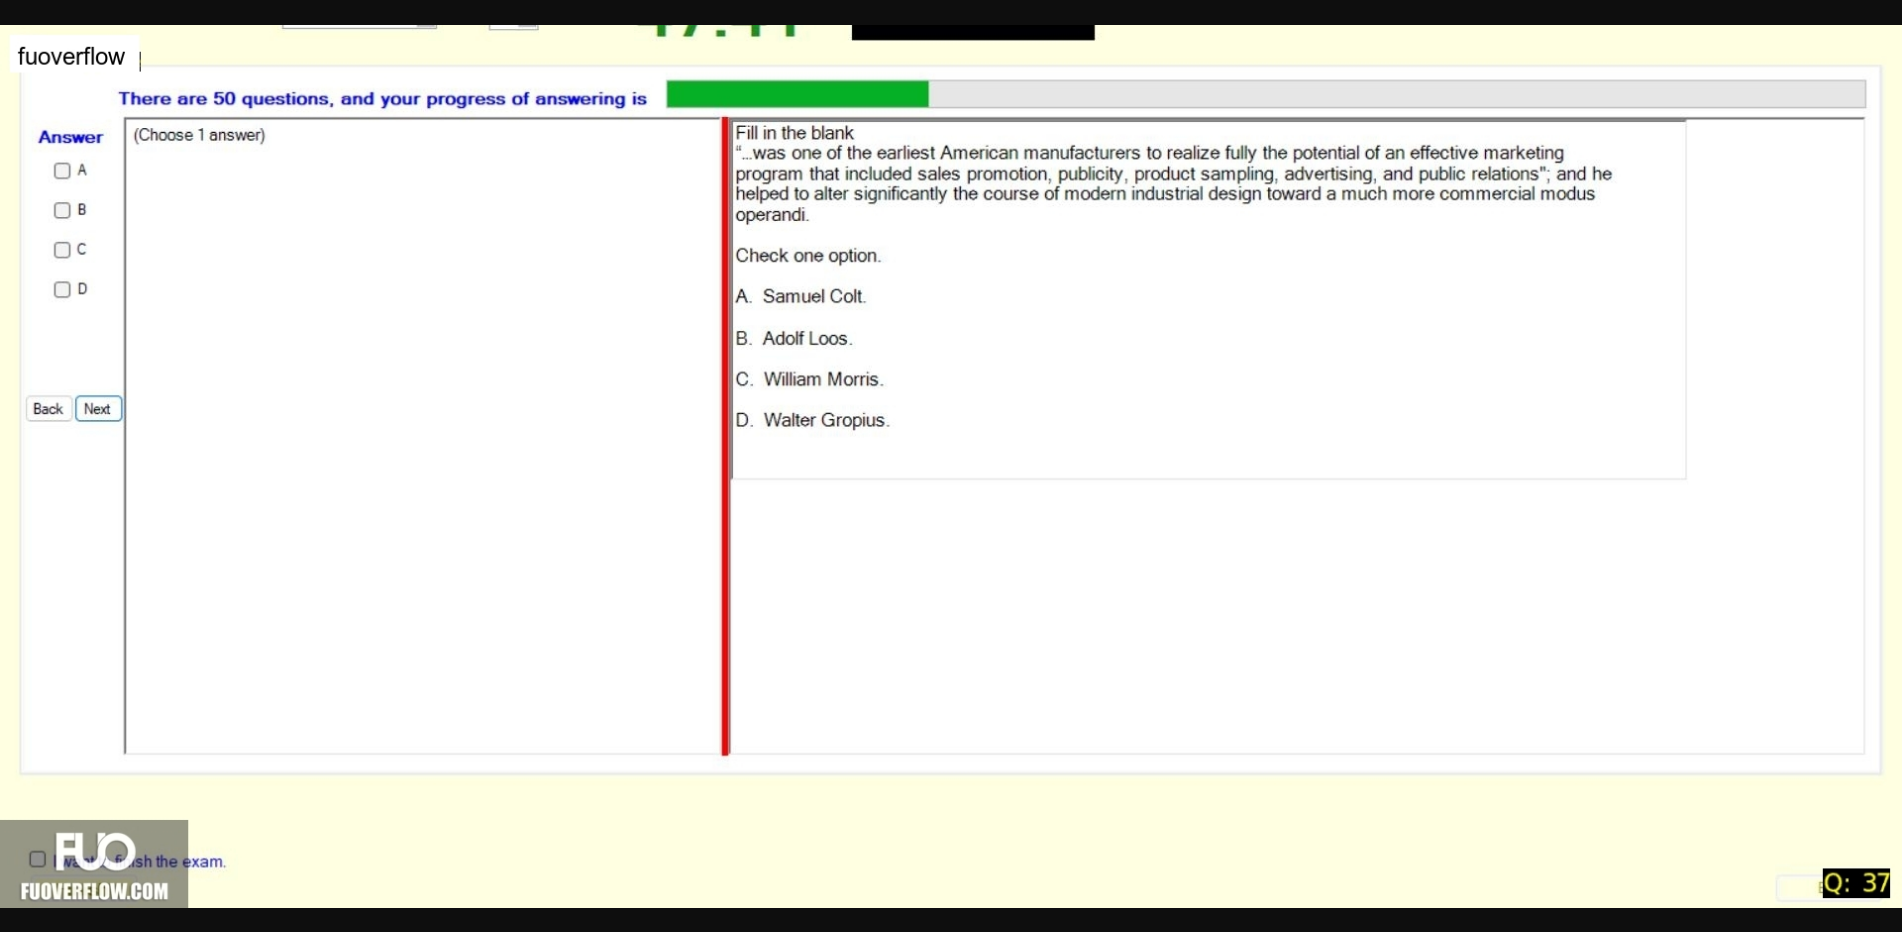 fuoverflow
There are 50 questions, and your progress of answering is
Answer
(Choose 1 answer)
A
B
C
D
Back Next
Fill in the blank
“...was one of the earliest American manufacturers to realize fully the potential of an effective marketing
program that included sales promotion, publicity, product sampling, advertising, and public relations"; and he
helped to alter significantly the course of modern industrial design toward a much more commercial modus
operandi.
Check one option.
A. Samuel Colt.
B. Adolf Loos.
C. William Morris.
D. Walter Gropius.
FUO
I want finish the exam.
FUOVERFLOW.COM
Q: 37